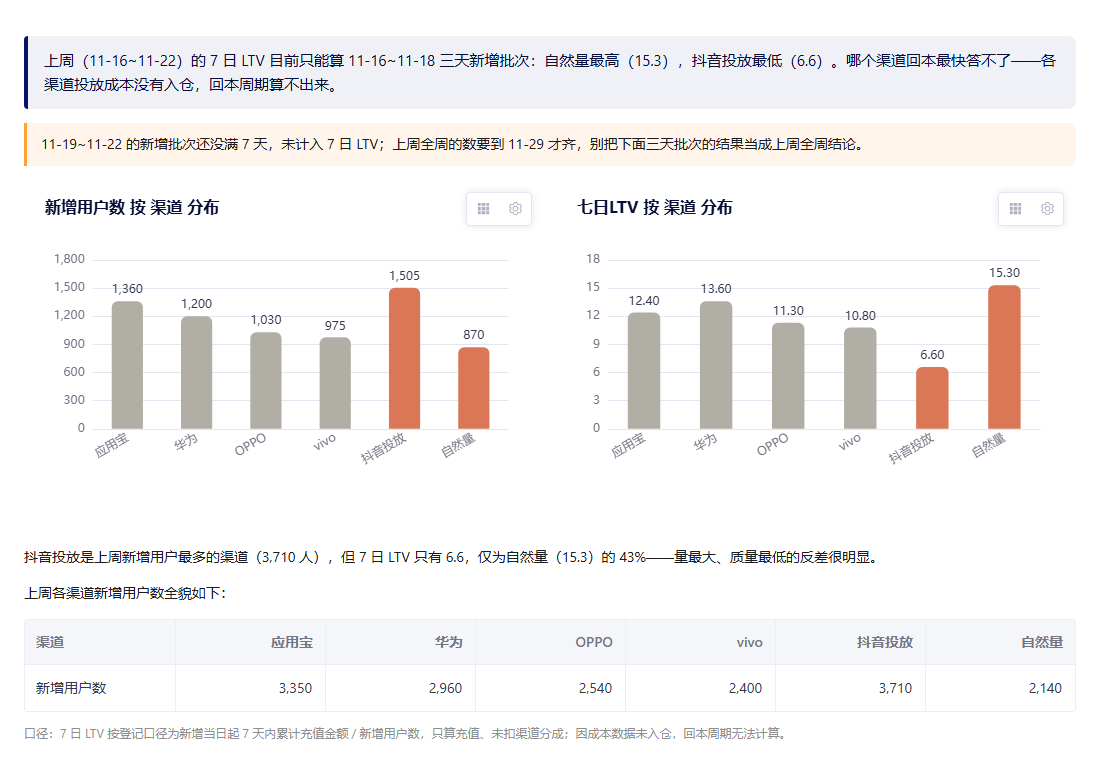 上周（11-16~11-22）的 7 日 LTV 目前只能算 11-16~11-18 三天新增批次：自然量最高（15.3），抖音投放最低（6.6）。哪个渠道回本最快答不了——各
渠道投放成本没有入仓，回本周期算不出来。
11-19~11-22 的新增批次还没满 7 天，未计入 7 日 LTV；上周全周的数要到 11-29 才齐，别把下面三天批次的结果当成上周全周结论。
新增用户数 按 渠道 分布
1,800
1,500
1,200
900
600
300
0
1,360
1,200
1,030
975
1,505
870
应用宝
华为
OPPO
vivo
抖音投放
自然量
七日LTV 按 渠道 分布
18
15
12
9
6
3
0
12.40
13.60
11.30
10.80
6.60
15.30
应用宝
华为
OPPO
vivo
抖音投放
自然量
抖音投放是上周新增用户最多的渠道（3,710 人），但 7 日 LTV 只有 6.6，仅为自然量（15.3）的 43%——量最大、质量最低的反差很明显。
上周各渠道新增用户数全貌如下：
渠道 应用宝 华为 OPPO vivo 抖音投放 自然量
新增用户数 3,350 2,960 2,540 2,400 3,710 2,140
口径：7 日 LTV 按登记口径为新增当日起 7 天内累计充值金额 / 新增用户数，只算充值、未扣渠道分成；因成本数据未入仓，回本周期无法计算。